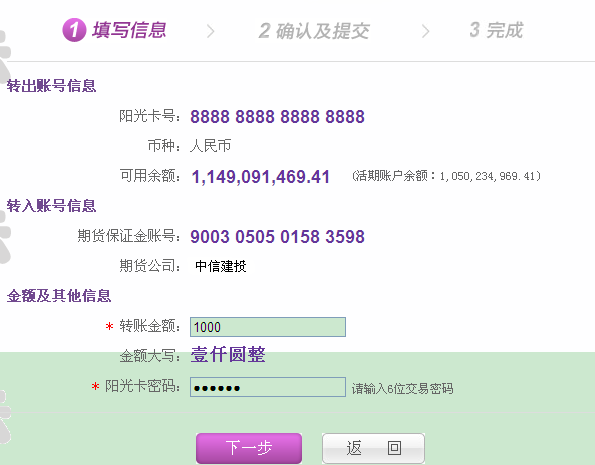 1 填写信息 2 确认及提交 3 完成
转出账号信息
阳光卡号： 8888 8888 8888 8888
币种： 人民币
可用余额： 1,149,091,469.41 (活期账户余额：1,050,234,969.41)
转入账号信息
期货保证金账号： 9003 0505 0158 3598
期货公司： 中信建投
金额及其他信息
* 转账金额： 1000
金额大写： 壹仟圆整
* 阳光卡密码： ●●●●●● 请输入6位交易密码
下一步 返 回